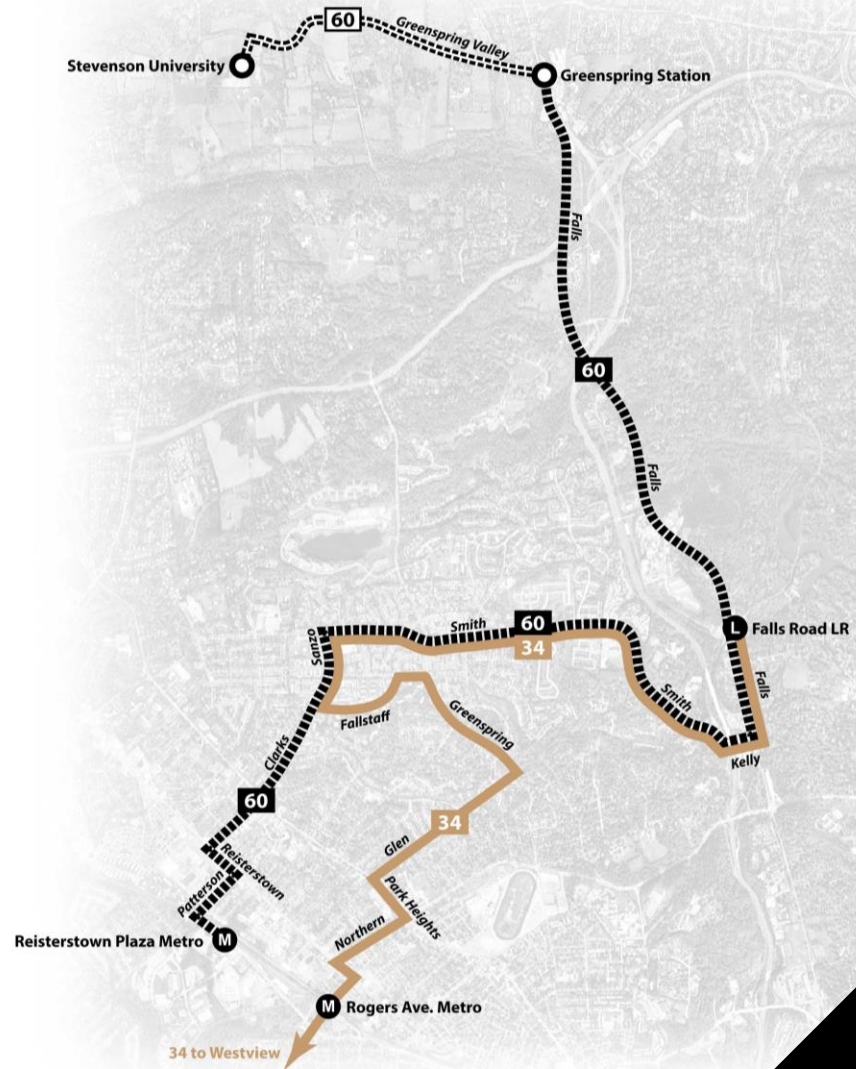 60
Greenspring Valley
Stevenson University
Greenspring Station
Falls
60
Falls
Smith
60
34
L
Falls Road LR
Sanzo
Falls
Smith
Fallstaff
Greenspring
Kelly
Clarks
60
34
Glen
Reisterstown
Patterson
Park Heights
Northern
Reisterstown Plaza Metro
M
M
Rogers Ave. Metro
34 to Westview